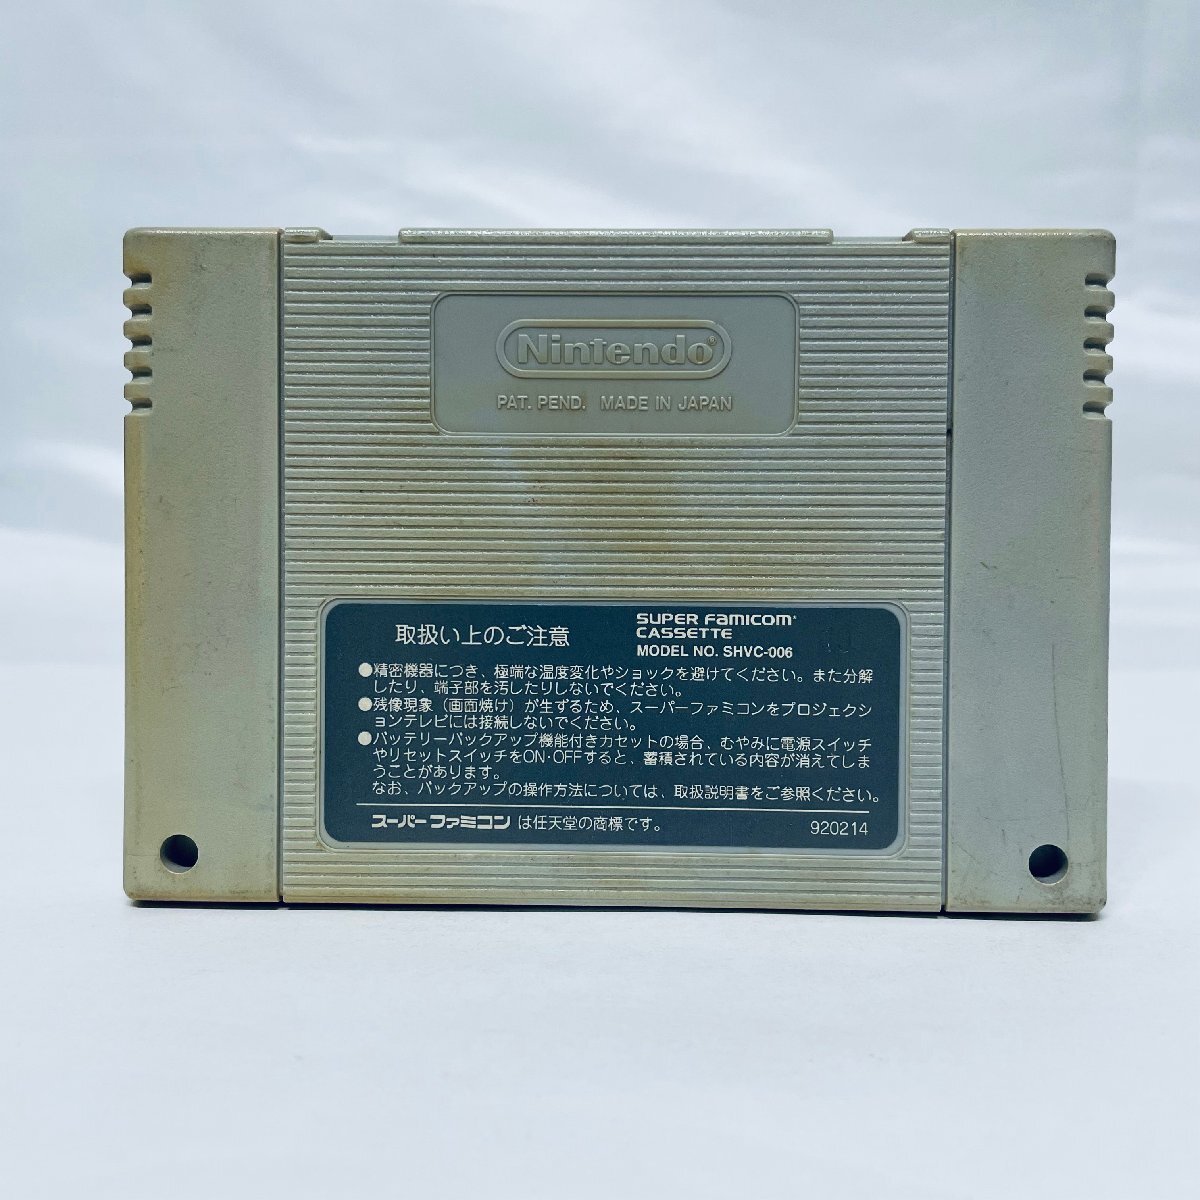 Nintendo®
PAT. PEND. MADE IN JAPAN
取扱い上のご注意
SUPER FAMICOM
CASSETTE
MODEL NO. SHVC-006
●精密機器につき、極端な温度変化やショックを避けてください。また分解
したり、端子部を汚したりしないでください。
●残像現象（画面焼け）が生ずるため、スーパーファミコンをプロジェクシ
ョンテレビには接続しないでください。
●バッテリーバックアップ機能付きカセットの場合、むやみに電源スイッチ
やリセットスイッチをON・OFFすると、蓄積されている内容が消えてしま
うことがあります。
なお、バックアップの操作方法については、取扱説明書をご参照ください。
スーパーファミコンは任天堂の商標です。
920214